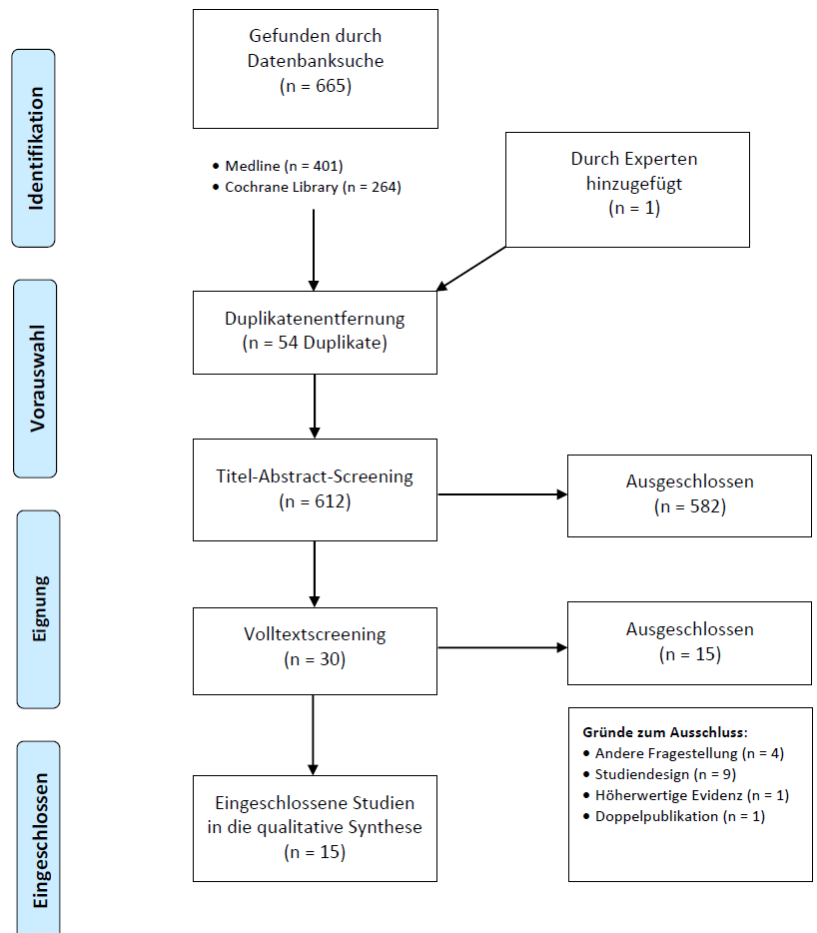 Identifikation
Gefunden durch
Datenbanksuche
(n = 665)
• Medline (n = 401)
• Cochrane Library (n = 264)
Durch Experten
hinzugefügt
(n = 1)
Vorauswahl
Duplikatenentfernung
(n = 54 Duplikate)
Titel-Abstract-Screening
(n = 612)
Ausgeschlossen
(n = 582)
Eignung
Volltextscreening
(n = 30)
Ausgeschlossen
(n = 15)
Gründe zum Ausschluss:
• Andere Fragestellung (n = 4)
• Studiendesign (n = 9)
• Höherwertige Evidenz (n = 1)
• Doppelpublikation (n = 1)
Eingeschlossen
Eingeschlossene Studien
in die qualitative Synthese
(n = 15)